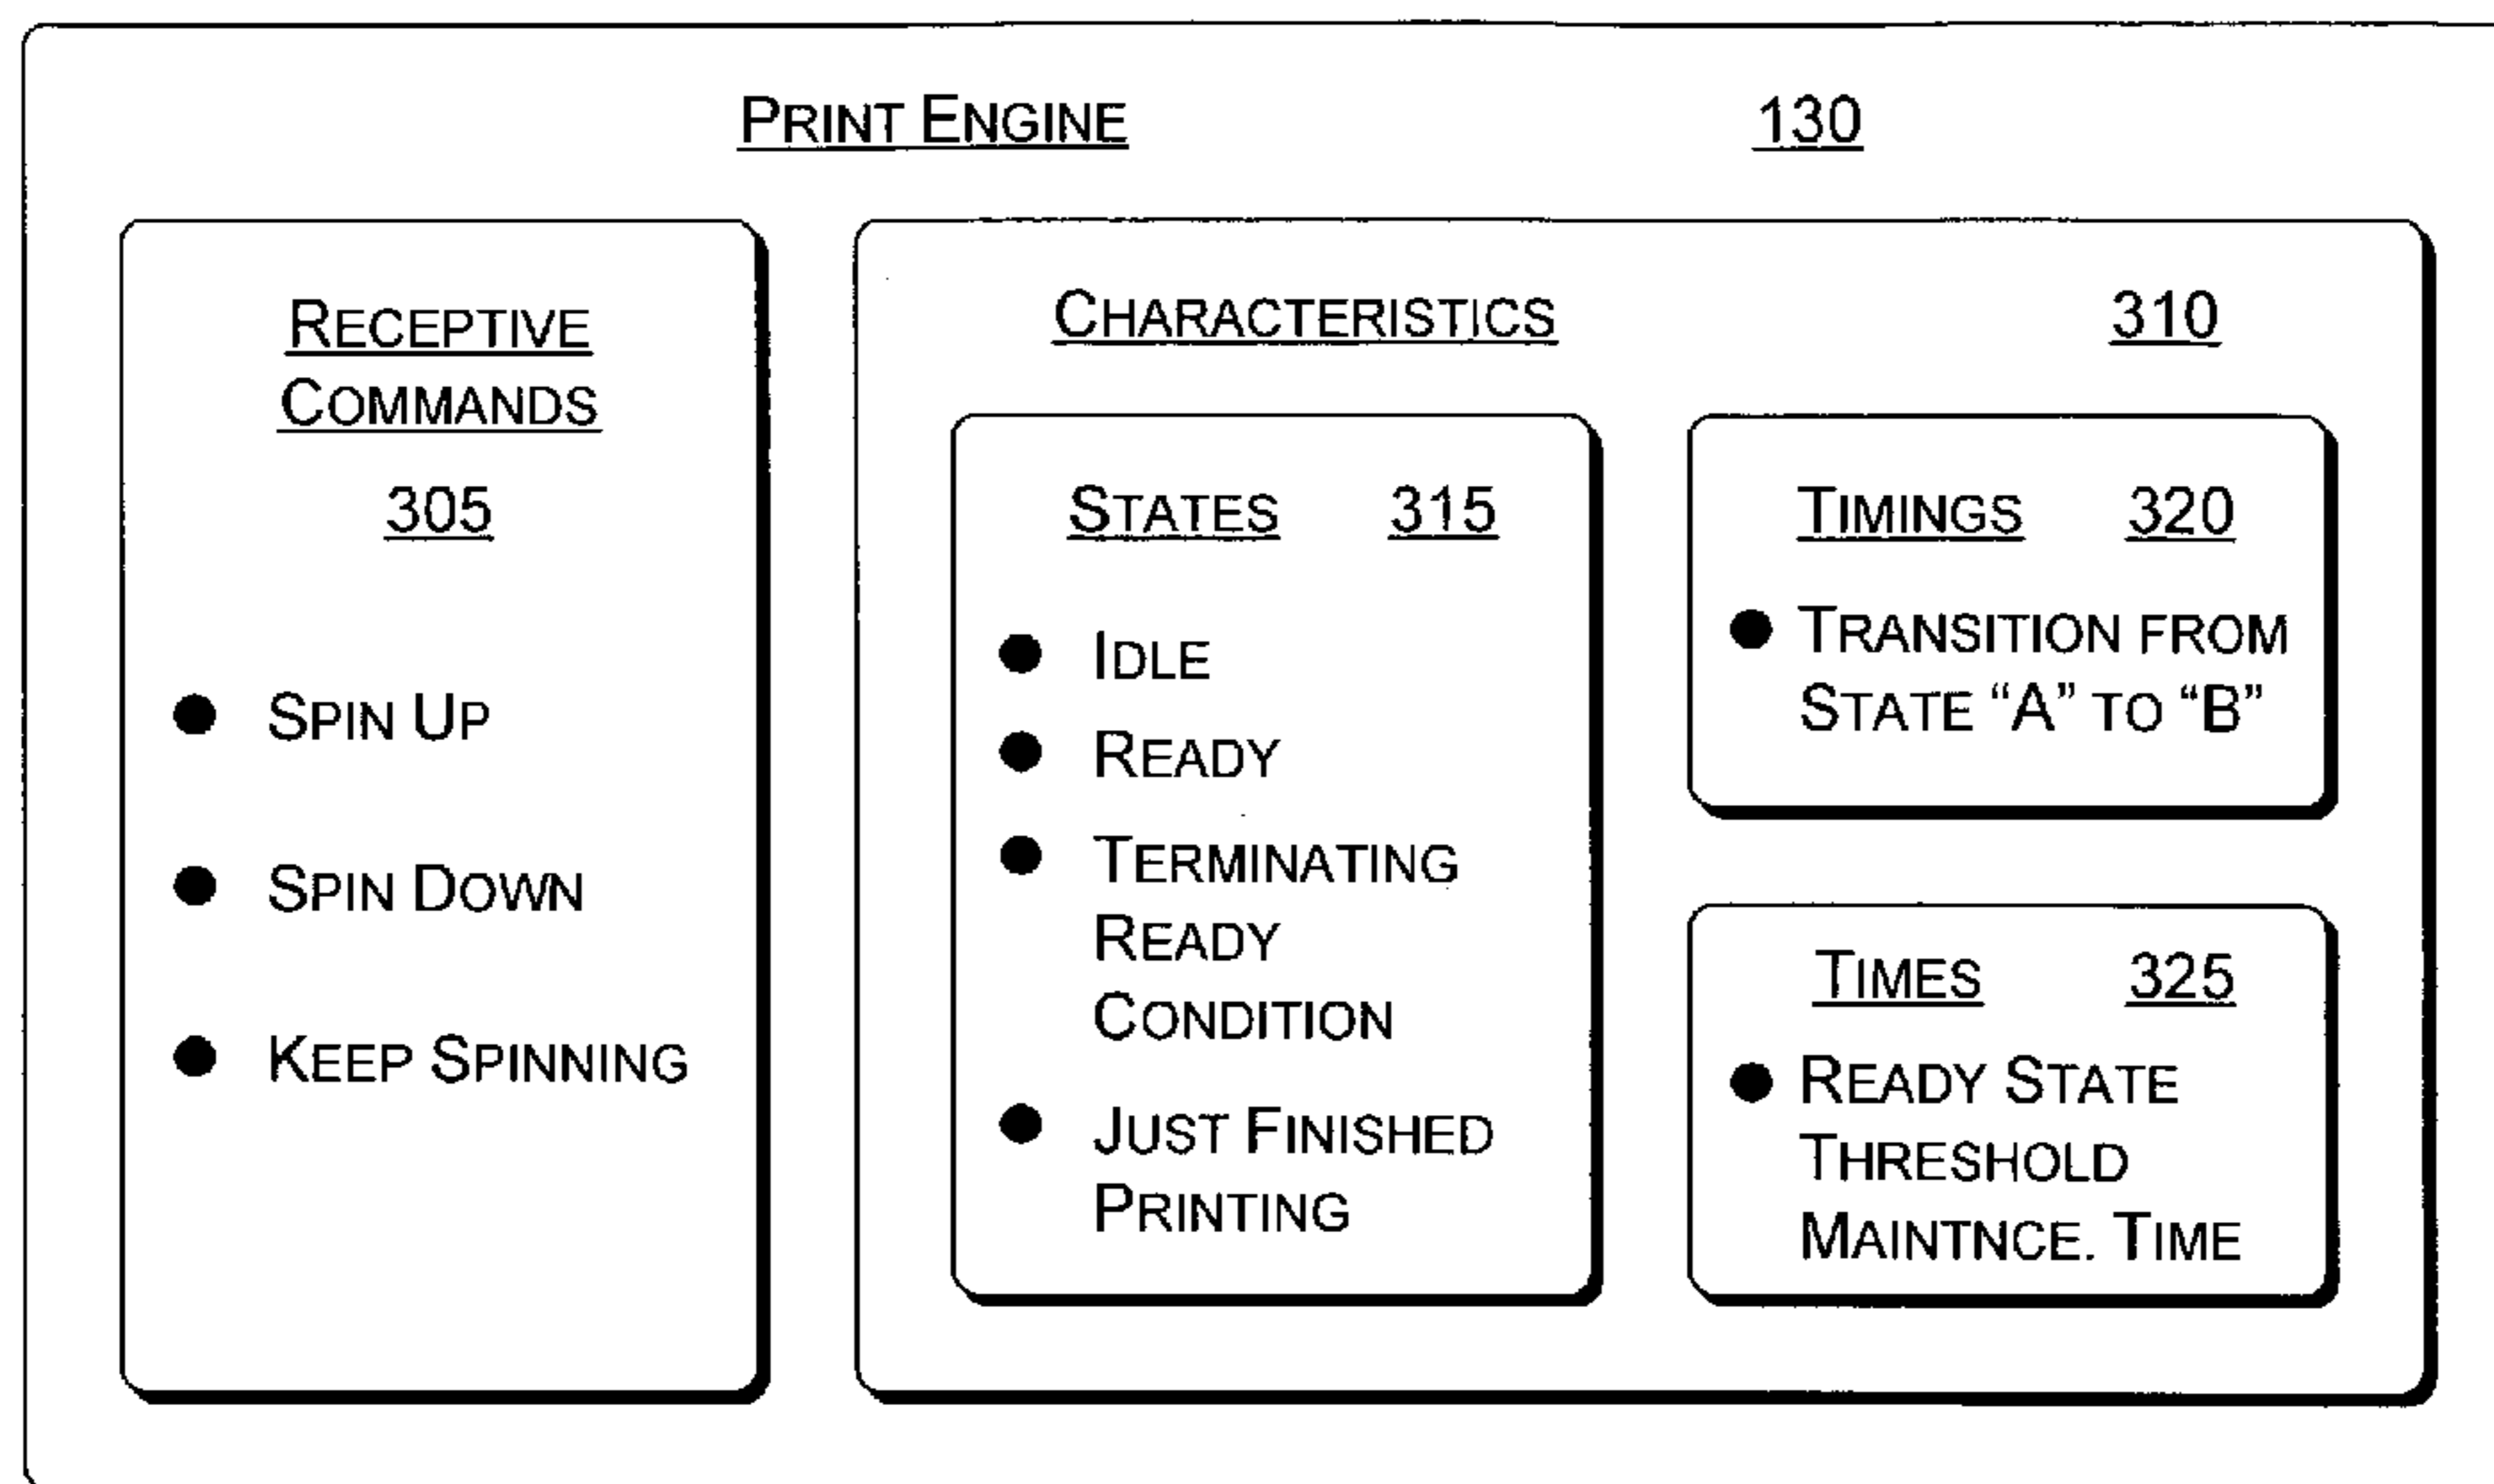 PRINT ENGINE 130
RECEPTIVE
COMMANDS
305
● SPIN UP
● SPIN DOWN
● KEEP SPINNING
CHARACTERISTICS 310
STATES 315
● IDLE
● READY
● TERMINATING
READY
CONDITION
● JUST FINISHED
PRINTING
TIMINGS 320
● TRANSITION FROM
STATE “A” TO “B”
TIMES 325
● READY STATE
THRESHOLD
MAINTNCE. TIME